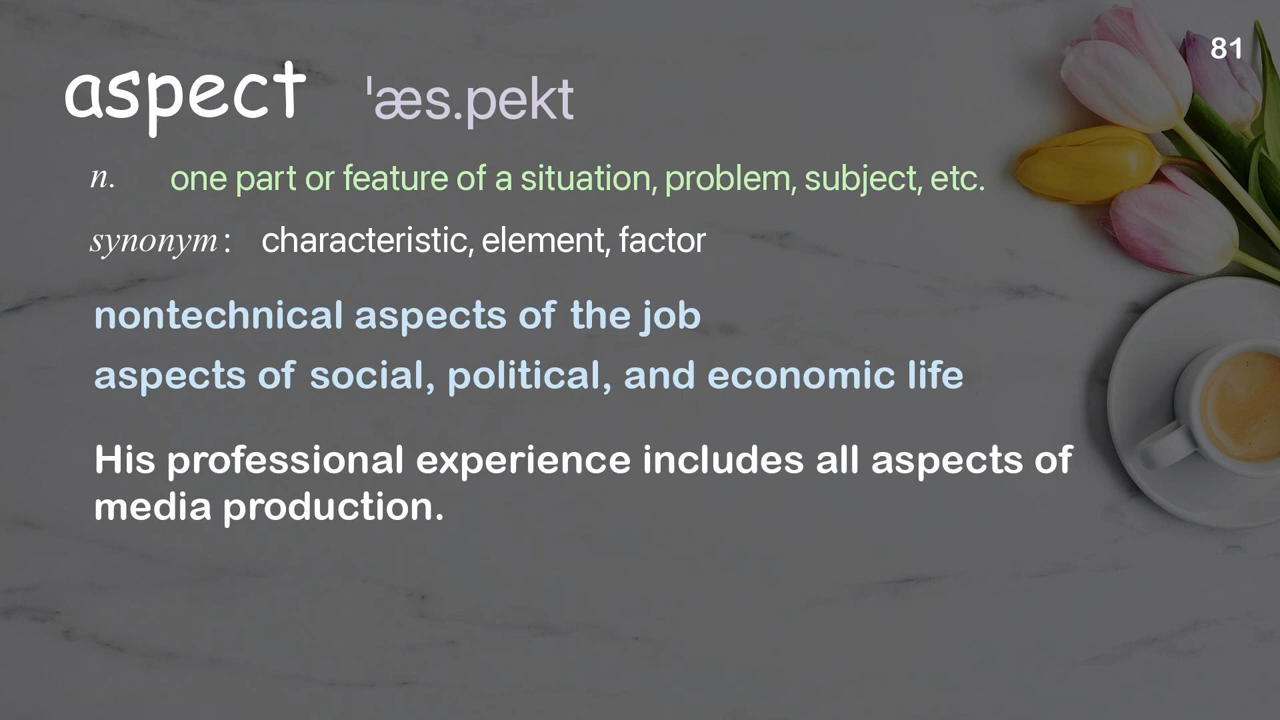 81
aspect ˈæs.pekt
n. one part or feature of a situation, problem, subject, etc.
synonym: characteristic, element, factor
nontechnical aspects of the job
aspects of social, political, and economic life
His professional experience includes all aspects of
media production.